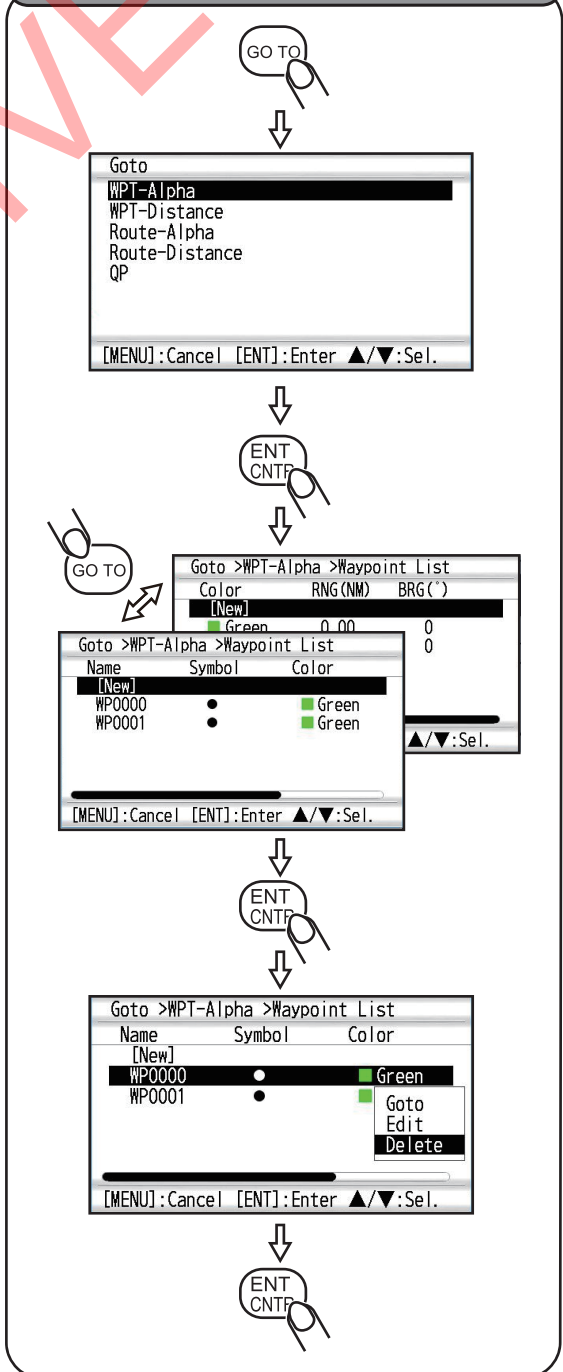 GO TO
Goto
WPT-Alpha
WPT-Distance
Route-Alpha
Route-Distance
QP
[MENU]:Cancel [ENT]:Enter ▲/▼:Sel.
ENT
CNTR
GO TO
Goto >WPT-Alpha >Waypoint List
Color RNG(NM) BRG(°)
[New]
Green 0.00 0
0
▲/▼:Sel.
Goto >WPT-Alpha >Waypoint List
Name Symbol Color
[New]
WP0000 ● Green
WP0001 ● Green
[MENU]:Cancel [ENT]:Enter ▲/▼:Sel.
ENT
CNTR
Goto >WPT-Alpha >Waypoint List
Name Symbol Color
[New]
WP0000 ● Green
WP0001 ●
Goto
Edit
Delete
[MENU]:Cancel [ENT]:Enter ▲/▼:Sel.
ENT
CNTR